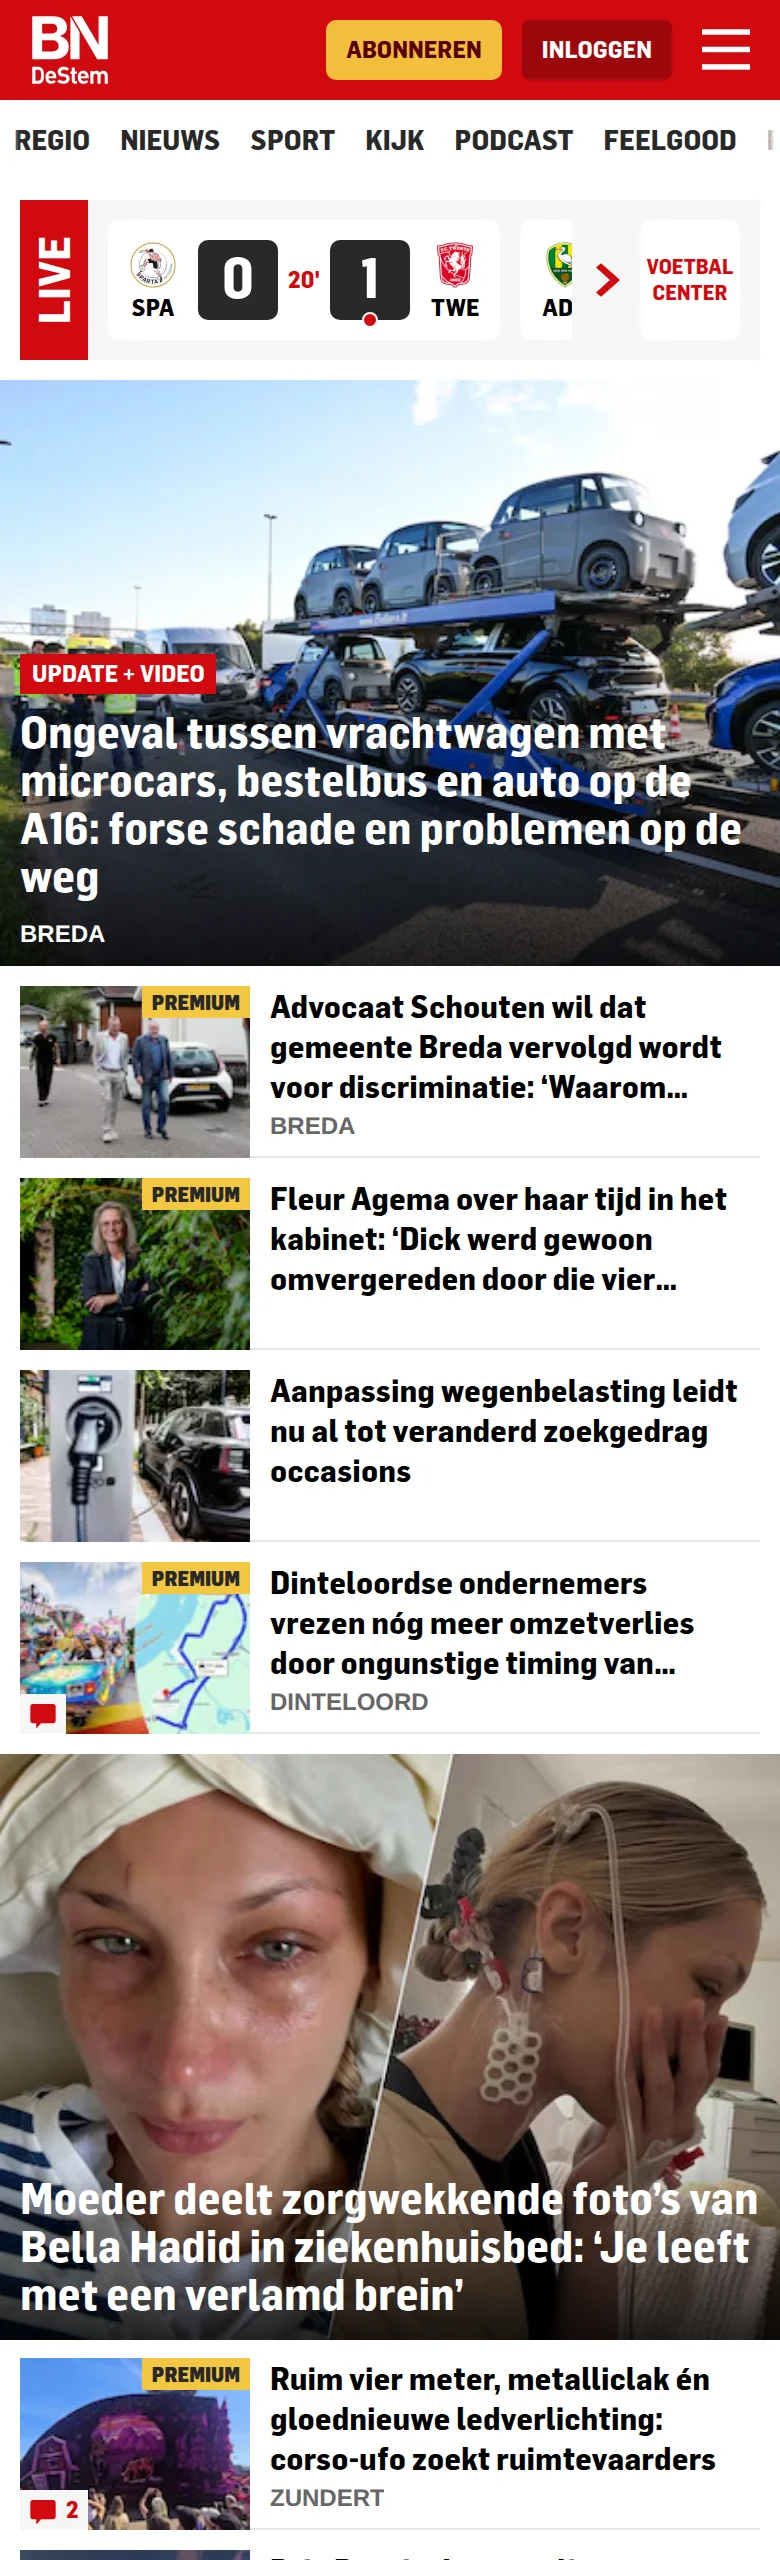 BN
DeStem
ABONNEREN
INLOGGEN
REGIO NIEUWS SPORT KIJK PODCAST FEELGOOD
LIVE
SPA
0
20'
1
TWE
AD
VOETBAL
CENTER
UPDATE + VIDEO
Ongeval tussen vrachtwagen met
microcars, bestelbus en auto op de
A16: forse schade en problemen op de
weg
BREDA
PREMIUM
Advocaat Schouten wil dat
gemeente Breda vervolgd wordt
voor discriminatie: ‘Waarom...
BREDA
PREMIUM
Fleur Agema over haar tijd in het
kabinet: ‘Dick werd gewoon
omvergereden door die vier...
Aanpassing wegenbelasting leidt
nu al tot veranderd zoekgedrag
occasions
PREMIUM
Dinteloordse ondernemers
vrezen nóg meer omzetverlies
door ongunstige timing van...
DINTELOORD
Moeder deelt zorgwekkende foto’s van
Bella Hadid in ziekenhuisbed: ‘Je leeft
met een verlamd brein’
PREMIUM
2
Ruim vier meter, metalliclak én
gloednieuwe ledverlichting:
corso-ufo zoekt ruimtevaarders
ZUNDERT